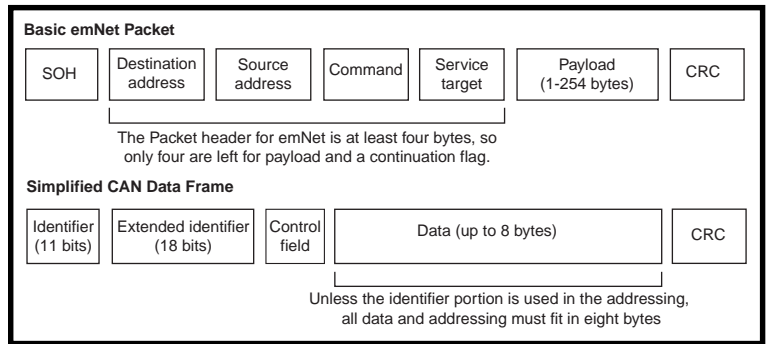 Basic emNet Packet
SOH
Destination
address
Source
address
Command
Service
target
Payload
(1-254 bytes)
CRC
The Packet header for emNet is at least four bytes, so
only four are left for payload and a continuation flag.
Simplified CAN Data Frame
Identifier
(11 bits)
Extended identifier
(18 bits)
Control
field
Data (up to 8 bytes)
CRC
Unless the identifier portion is used in the addressing,
all data and addressing must fit in eight bytes